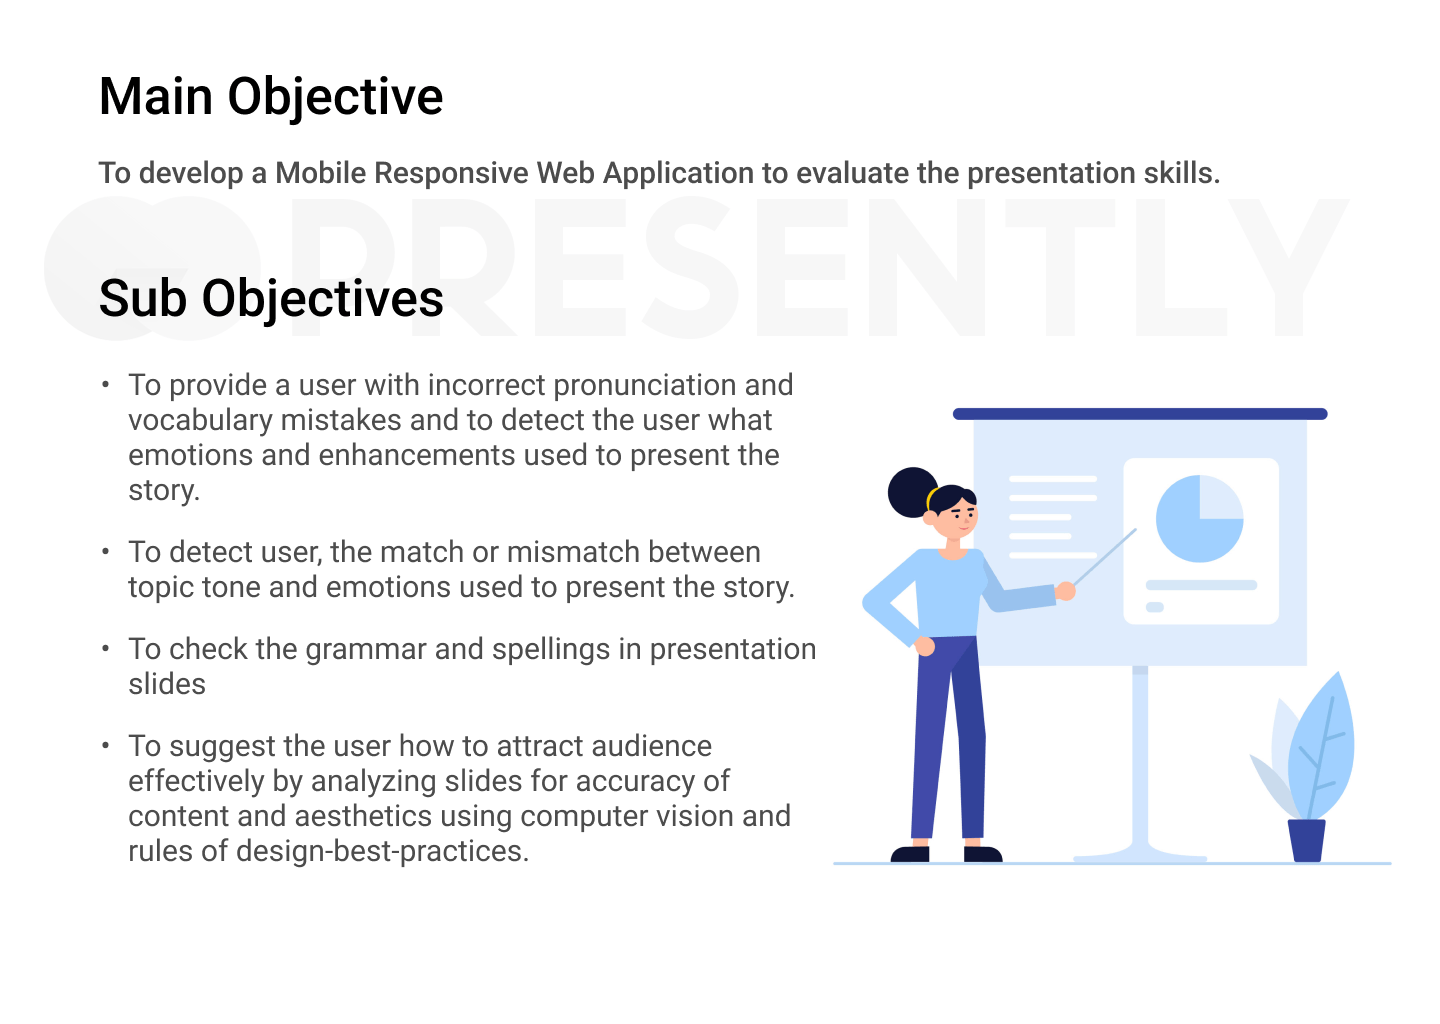 Main Objective
To develop a Mobile Responsive Web Application to evaluate the presentation skills.
PRESENTLY
Sub Objectives
• To provide a user with incorrect pronunciation and
vocabulary mistakes and to detect the user what
emotions and enhancements used to present the
story.
• To detect user, the match or mismatch between
topic tone and emotions used to present the story.
• To check the grammar and spellings in presentation
slides
• To suggest the user how to attract audience
effectively by analyzing slides for accuracy of
content and aesthetics using computer vision and
rules of design-best-practices.